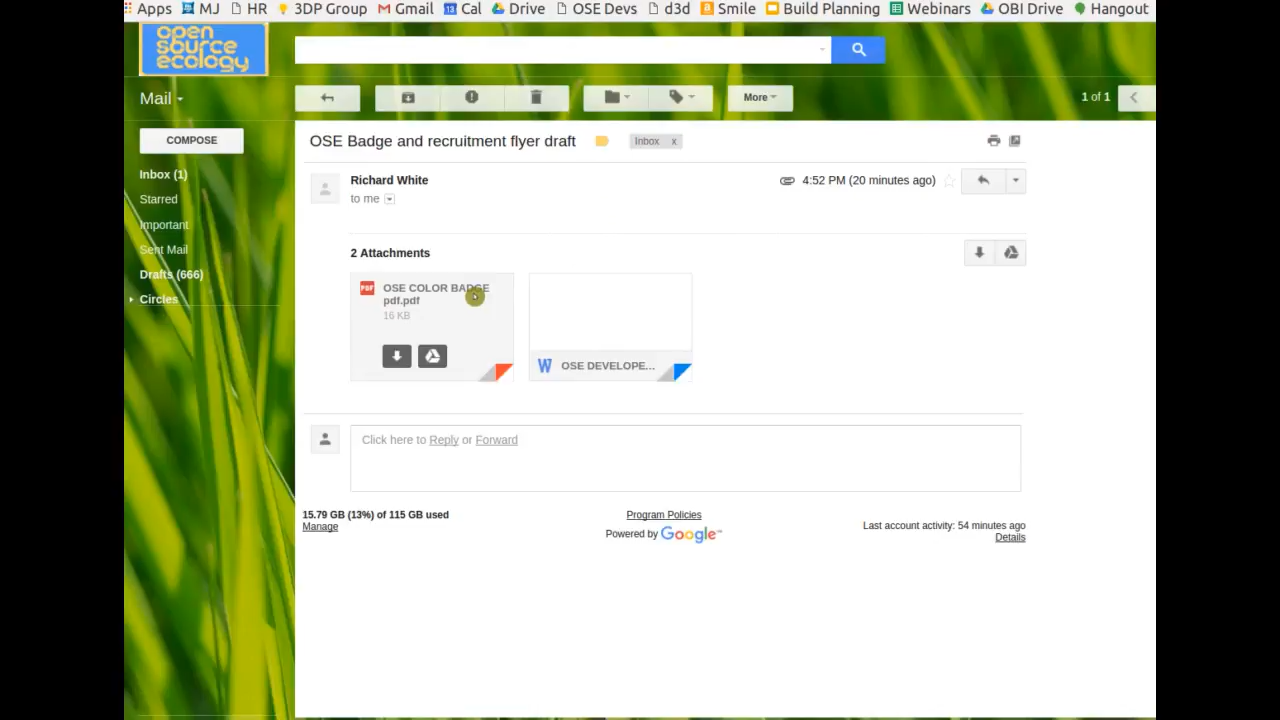 Apps MJ HR 3DP Group Gmail 13 Cal Drive OSE Devs d3d Smile Build Planning Webinars OBI Drive Hangout
open
source
ecology
Mail
More
1 of 1
COMPOSE
OSE Badge and recruitment flyer draft
Inbox x
Inbox (1)
Richard White
4:52 PM (20 minutes ago)
Starred
to me
Important
Sent Mail
2 Attachments
Drafts (666)
PDF OSE COLOR BADGE
pdf.pdf
Circles
16 KB
W OSE DEVELOPE...
Click here to Reply or Forward
15.79 GB (13%) of 115 GB used
Manage
Program Policies
Powered by Google™
Last account activity: 54 minutes ago
Details